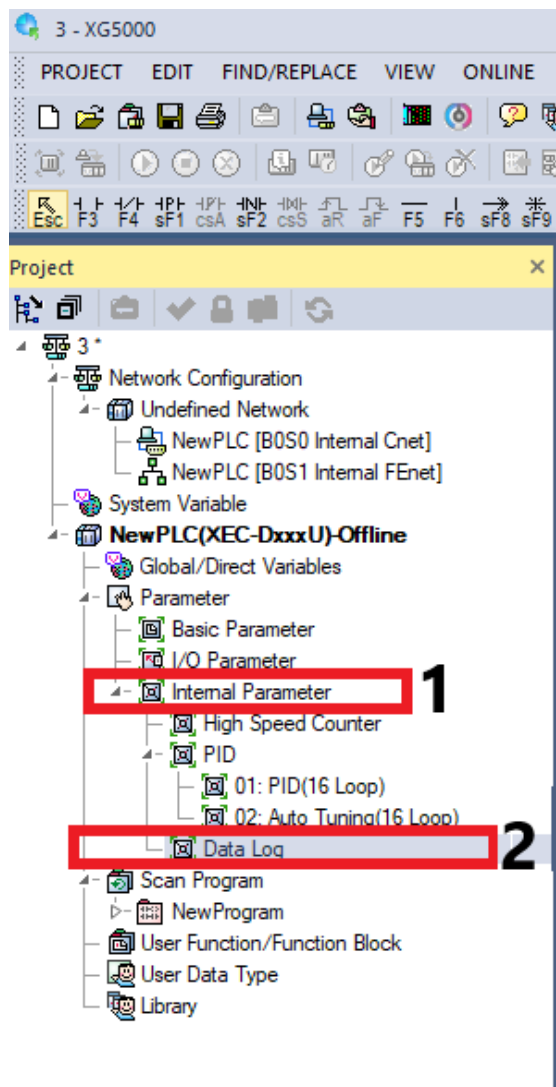 3 - XG5000
PROJECT EDIT FIND/REPLACE VIEW ONLINE
Esc F3 F4 sF1 csA sF2 csS aR aF F5 F6 sF8 sF9
Project
3 *
Network Configuration
Undefined Network
NewPLC [B0S0 Internal Cnet]
NewPLC [B0S1 Internal FEnet]
System Variable
NewPLC(XEC-DxxxU)-Offline
Global/Direct Variables
Parameter
Basic Parameter
I/O Parameter
Internal Parameter 1
High Speed Counter
PID
01: PID(16 Loop)
02: Auto Tuning(16 Loop)
Data Log 2
Scan Program
NewProgram
User Function/Function Block
User Data Type
Library